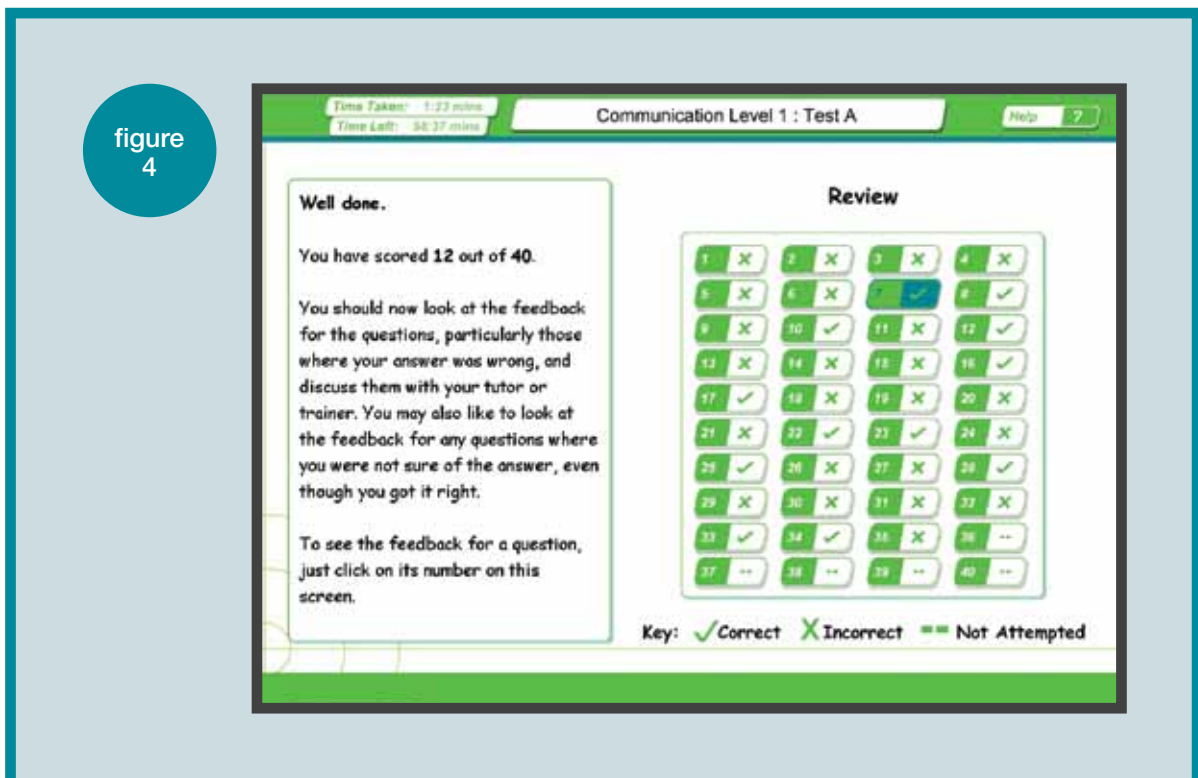 figure
4
Time Taken: 1:23 mins
Time Left: 58:37 mins
Communication Level 1 : Test A
Help ?
Well done.
You have scored 12 out of 40.
You should now look at the feedback
for the questions, particularly those
where your answer was wrong, and
discuss them with your tutor or
trainer. You may also like to look at
the feedback for any questions where
you were not sure of the answer, even
though you got it right.
To see the feedback for a question,
just click on its number on this
screen.
Review
1 X 2 X 3 X 4 X
5 X 6 X 7 ✓ 8 ✓
9 X 10 ✓ 11 X 12 ✓
13 X 14 X 15 X 16 ✓
17 ✓ 18 X 19 X 20 X
21 X 22 ✓ 23 ✓ 24 X
25 ✓ 26 X 27 X 28 ✓
29 X 30 X 31 X 32 X
33 ✓ 34 ✓ 35 X 36 --
37 -- 38 -- 39 -- 40 --
Key: ✓ Correct X Incorrect -- Not Attempted